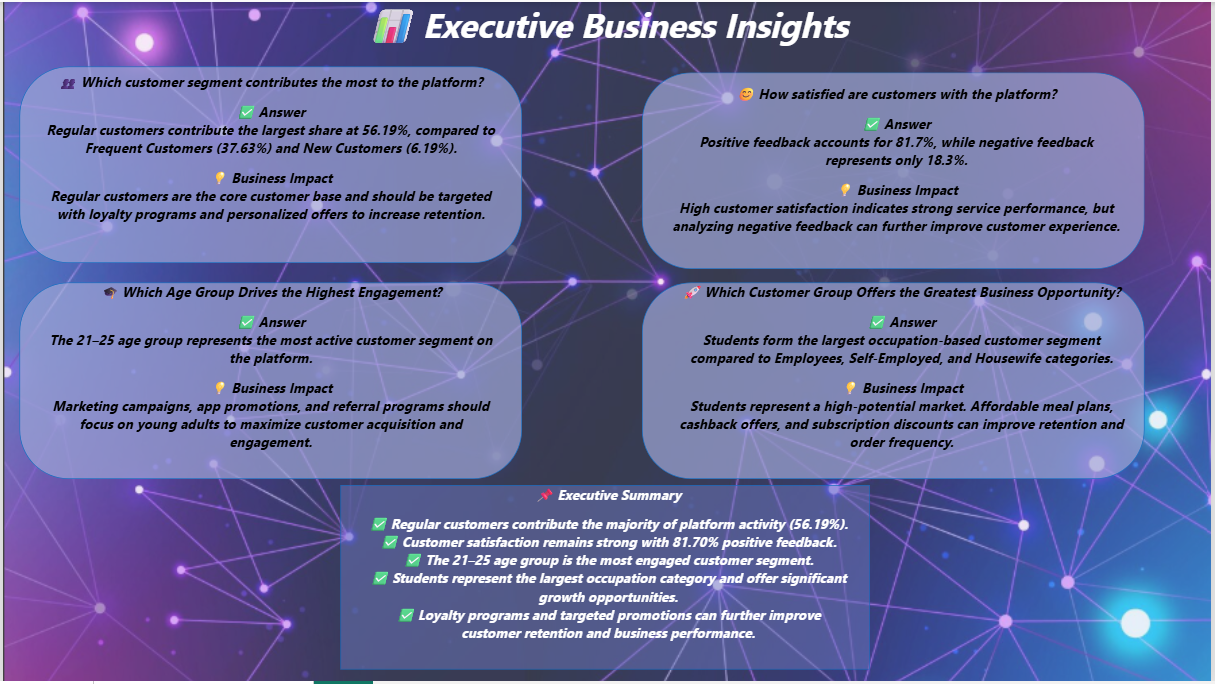 📊 Executive Business Insights
👥 Which customer segment contributes the most to the platform?
✅ Answer
Regular customers contribute the largest share at 56.19%, compared to
Frequent Customers (37.63%) and New Customers (6.19%).
💡 Business Impact
Regular customers are the core customer base and should be targeted
with loyalty programs and personalized offers to increase retention.
😊 How satisfied are customers with the platform?
✅ Answer
Positive feedback accounts for 81.7%, while negative feedback
represents only 18.3%.
💡 Business Impact
High customer satisfaction indicates strong service performance, but
analyzing negative feedback can further improve customer experience.
🎓 Which Age Group Drives the Highest Engagement?
✅ Answer
The 21–25 age group represents the most active customer segment on
the platform.
💡 Business Impact
Marketing campaigns, app promotions, and referral programs should
focus on young adults to maximize customer acquisition and
engagement.
🚀 Which Customer Group Offers the Greatest Business Opportunity?
✅ Answer
Students form the largest occupation-based customer segment
compared to Employees, Self-Employed, and Housewife categories.
💡 Business Impact
Students represent a high-potential market. Affordable meal plans,
cashback offers, and subscription discounts can improve retention and
order frequency.
📌 Executive Summary
✅ Regular customers contribute the majority of platform activity (56.19%).
✅ Customer satisfaction remains strong with 81.70% positive feedback.
✅ The 21–25 age group is the most engaged customer segment.
✅ Students represent the largest occupation category and offer significant
growth opportunities.
✅ Loyalty programs and targeted promotions can further improve
customer retention and business performance.